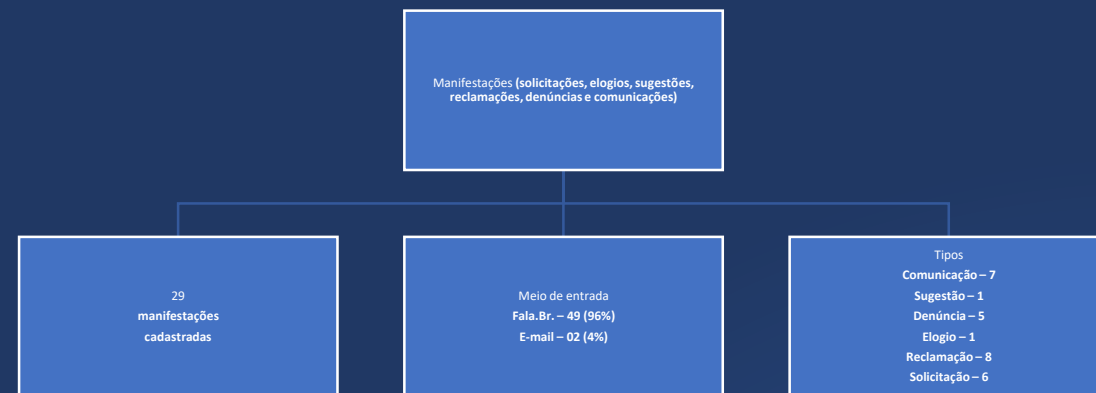 Manifestações (solicitações, elogios, sugestões,
reclamações, denúncias e comunicações)
29
manifestações
cadastradas
Meio de entrada
Fala.Br. – 49 (96%)
E-mail – 02 (4%)
Tipos
Comunicação – 7
Sugestão – 1
Denúncia – 5
Elogio – 1
Reclamação – 8
Solicitação – 6